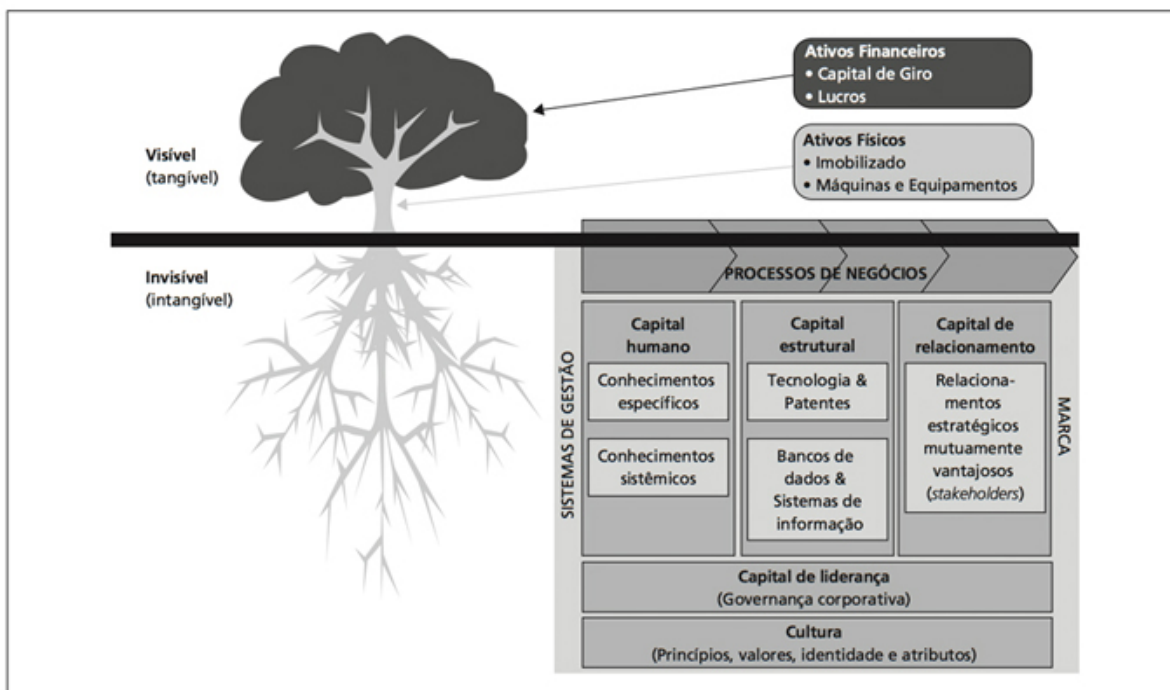 Ativos Financeiros
• Capital de Giro
• Lucros
Visível
(tangível)
Ativos Físicos
• Imobilizado
• Máquinas e Equipamentos
Invisível
(intangível)
PROCESSOS DE NEGÓCIOS
SISTEMAS DE GESTÃO
Capital
humano
Conhecimentos
específicos
Conhecimentos
sistêmicos
Capital
estrutural
Tecnologia &
Patentes
Bancos de
dados &
Sistemas de
informação
Capital de
relacionamento
Relaciona-
mentos
estratégicos
mutuamente
vantajosos
(stakeholders)
MARCA
Capital de liderança
(Governança corporativa)
Cultura
(Princípios, valores, identidade e atributos)